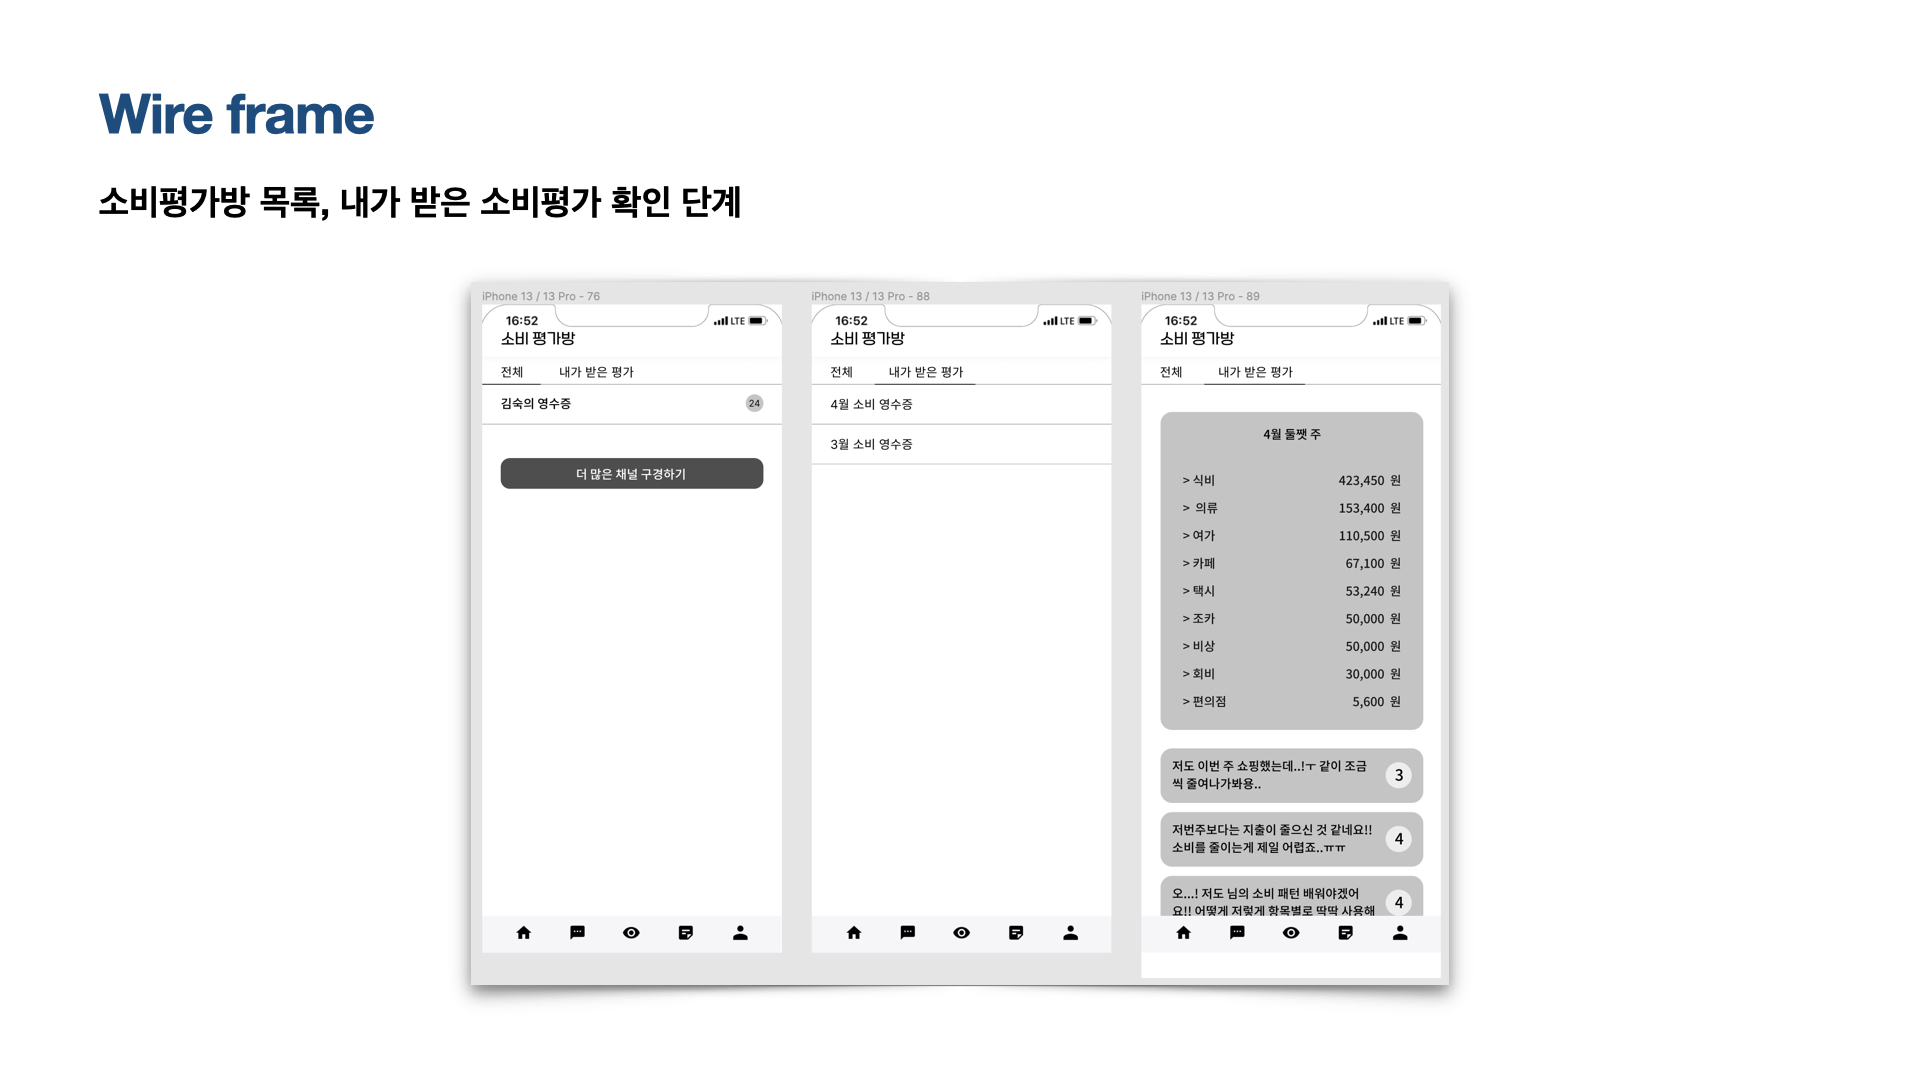 Wire frame
소비평가방 목록, 내가 받은 소비평가 확인 단계
iPhone 13 / 13 Pro - 76
16:52
LTE
소비 평가방
전체 내가 받은 평가
김숙의 영수증 24
더 많은 채널 구경하기
iPhone 13 / 13 Pro - 88
16:52
LTE
소비 평가방
전체 내가 받은 평가
4월 소비 영수증
3월 소비 영수증
iPhone 13 / 13 Pro - 89
16:52
LTE
소비 평가방
전체 내가 받은 평가
4월 둘쨋 주
> 식비 423,450 원
> 의류 153,400 원
> 여가 110,500 원
> 카페 67,100 원
> 택시 53,240 원
> 조카 50,000 원
> 비상 50,000 원
> 회비 30,000 원
> 편의점 5,600 원
저도 이번 주 쇼핑했는데..!ㅜ 같이 조금
씩 줄여나가봐용..
3
저번주보다는 지출이 줄으신 것 같네요!!
소비를 줄이는게 제일 어렵죠..ㅠㅠ
4
오...! 저도 님의 소비 패턴 배워야겠어
요!! 어떻게 저렇게 항목별로 딱딱 사용해
4